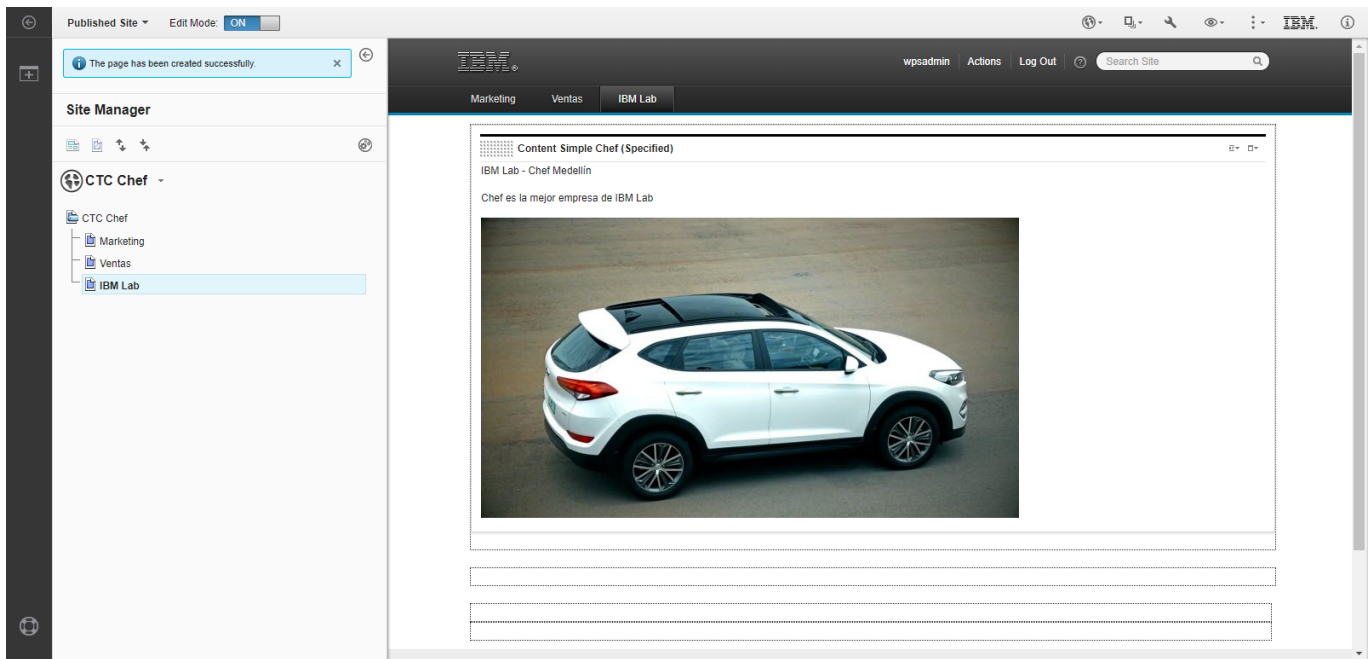 Published Site
Edit Mode: ON
IBM.
The page has been created successfully.
Site Manager
CTC Chef
CTC Chef
Marketing
Ventas
IBM Lab
IBM®
wpsadmin
Actions
Log Out
Search Site
Marketing
Ventas
IBM Lab
Content Simple Chef (Specified)
IBM Lab - Chef Medellín
Chef es la mejor empresa de IBM Lab